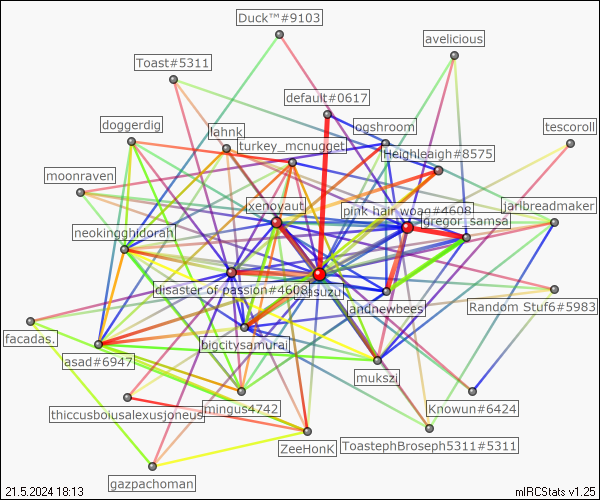 Duck™#9103
avelicious
Toast#5311
default#0617
doggerdig
lahnk
ogshroom
tescoroll
turkey_mcnugget
Heighleaigh#8575
moonraven
xenoyaut
pink hair woag#4608
jarlbreadmaker
gregor_samsa
neokingghidorah
disaster of passion#4608
asuzu
andnewbees
Random Stuf6#5983
facadas.
bigcitysamurai
asad#6947
mukszi
thiccusboiusalexusjoneus
mingus4742
Knowun#6424
ZeeHonK
ToastephBroseph5311#5311
gazpachoman
21.5.2024 18:13
mIRCStats v1.25